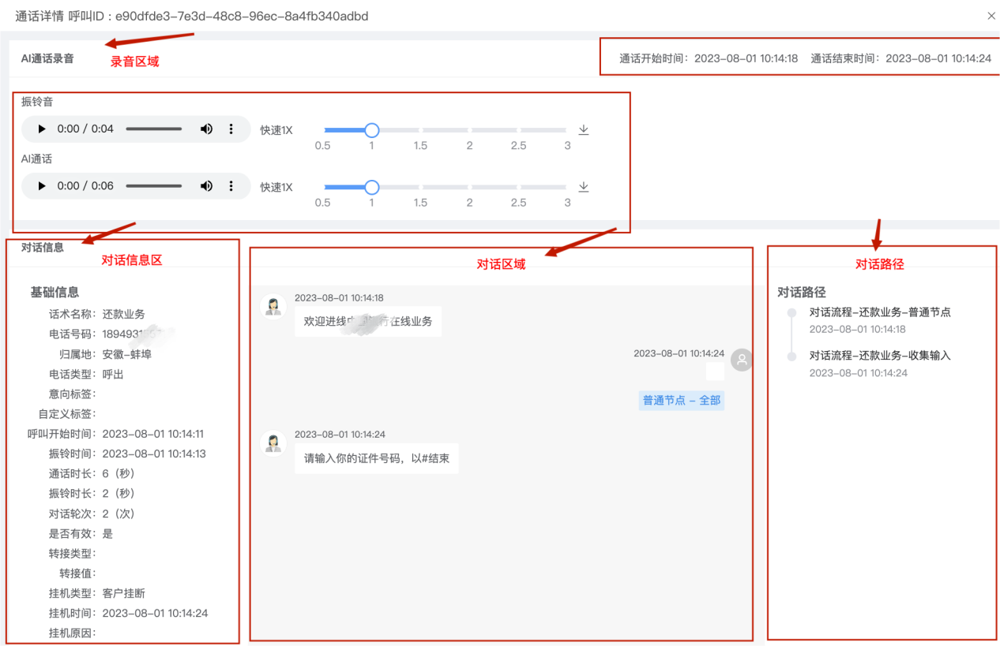 通话详情 呼叫ID：e90dfde3-7e3d-48c8-96ec-8a4fb340adbd
AI通话录音
录音区域
通话开始时间：2023-08-01 10:14:18 通话结束时间：2023-08-01 10:14:24
振铃音
0:00 / 0:04
快速1X
0.5 1 1.5 2 2.5 3
AI通话
0:00 / 0:06
快速1X
0.5 1 1.5 2 2.5 3
对话信息
对话信息区
基础信息
话术名称：还款业务
电话号码：1894931
归属地：安徽-蚌埠
电话类型：呼出
意向标签：
自定义标签：
呼叫开始时间：2023-08-01 10:14:11
振铃时间：2023-08-01 10:14:13
通话时长：6（秒）
振铃时长：2（秒）
对话轮次：2（次）
是否有效：是
转接类型：
转接值：
挂机类型：客户挂断
挂机时间：2023-08-01 10:14:24
挂机原因：
对话区域
2023-08-01 10:14:18
欢迎进线 在线业务
2023-08-01 10:14:24
普通节点 - 全部
2023-08-01 10:14:24
请输入你的证件号码，以#结束
对话路径
对话路径
对话流程-还款业务-普通节点
2023-08-01 10:14:18
对话流程-还款业务-收集输入
2023-08-01 10:14:24